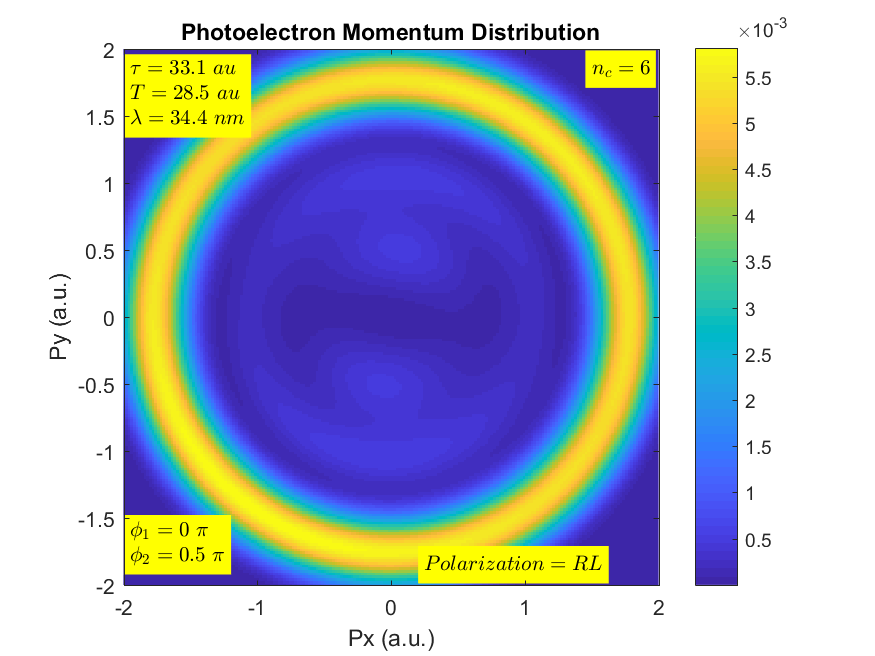 Photoelectron Momentum Distribution
×10^-3
τ = 33.1 au
T = 28.5 au
λ = 34.4 nm
n_c = 6
ϕ_1 = 0 π
ϕ_2 = 0.5 π
Polarization = RL
2
1.5
1
0.5
0
-0.5
-1
-1.5
-2
Py (a.u.)
-2 -1 0 1 2
Px (a.u.)
5.5
5
4.5
4
3.5
3
2.5
2
1.5
1
0.5